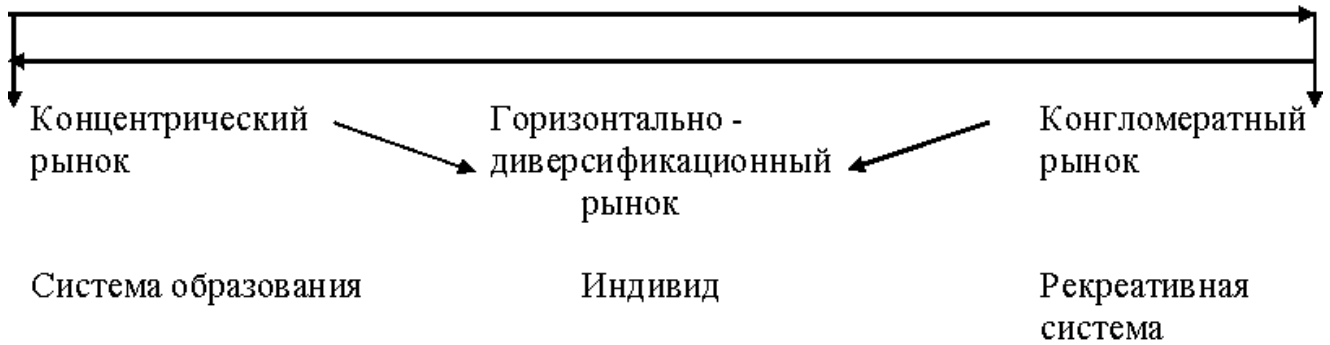 Концентрический
рынок
Горизонтально -
диверсификационный
рынок
Конгломератный
рынок
Система образования
Индивид
Рекреативная
система